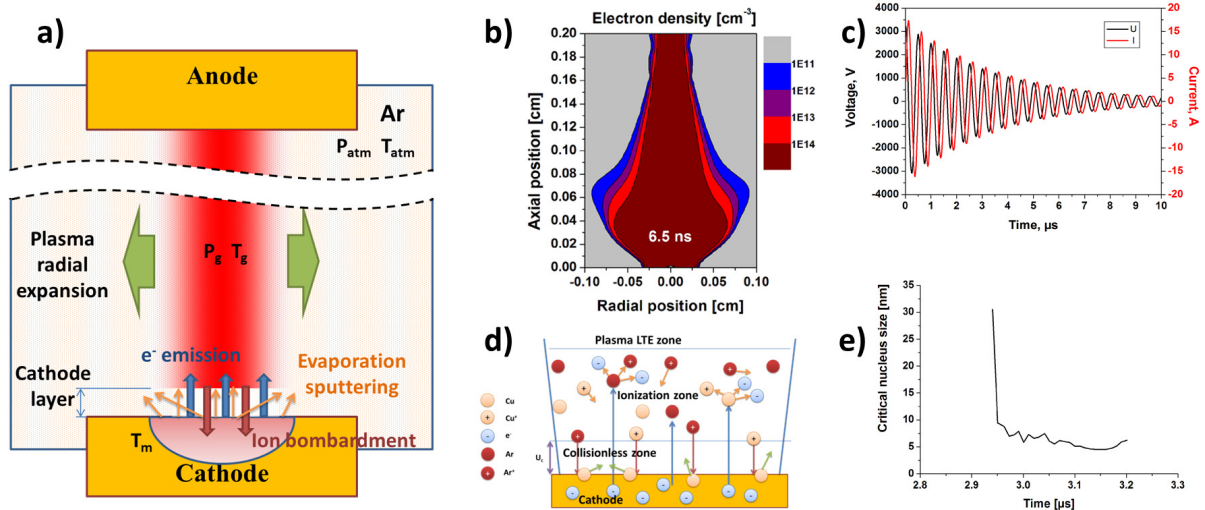 a)
Anode
Ar
P_atm T_atm
Plasma
radial
expansion
P_g T_g
e⁻ emission
Evaporation
sputtering
Cathode
layer
T_m
Ion bombardment
Cathode
b)
Electron density [cm⁻³]
0.20
0.18
0.16
0.14
0.12
0.10
0.08
0.06
0.04
0.02
0.00
Axial position [cm]
1E11
1E12
1E13
1E14
6.5 ns
-0.10 -0.05 0.00 0.05 0.10
Radial position [cm]
c)
4000
3000
2000
1000
0
-1000
-2000
-3000
-4000
Voltage, V
U
I
20
15
10
5
0
-5
-10
-15
-20
Current, A
0 1 2 3 4 5 6 7 8 9 10
Time, µs
d)
Plasma LTE zone
Ionization zone
Collisionless zone
U_c
Cathode
Cu
Cu⁺
e⁻
Ar
Ar⁺
e)
35
30
25
20
15
10
5
0
Critical nucleus size [nm]
2.8 2.9 3.0 3.1 3.2 3.3
Time [µs]